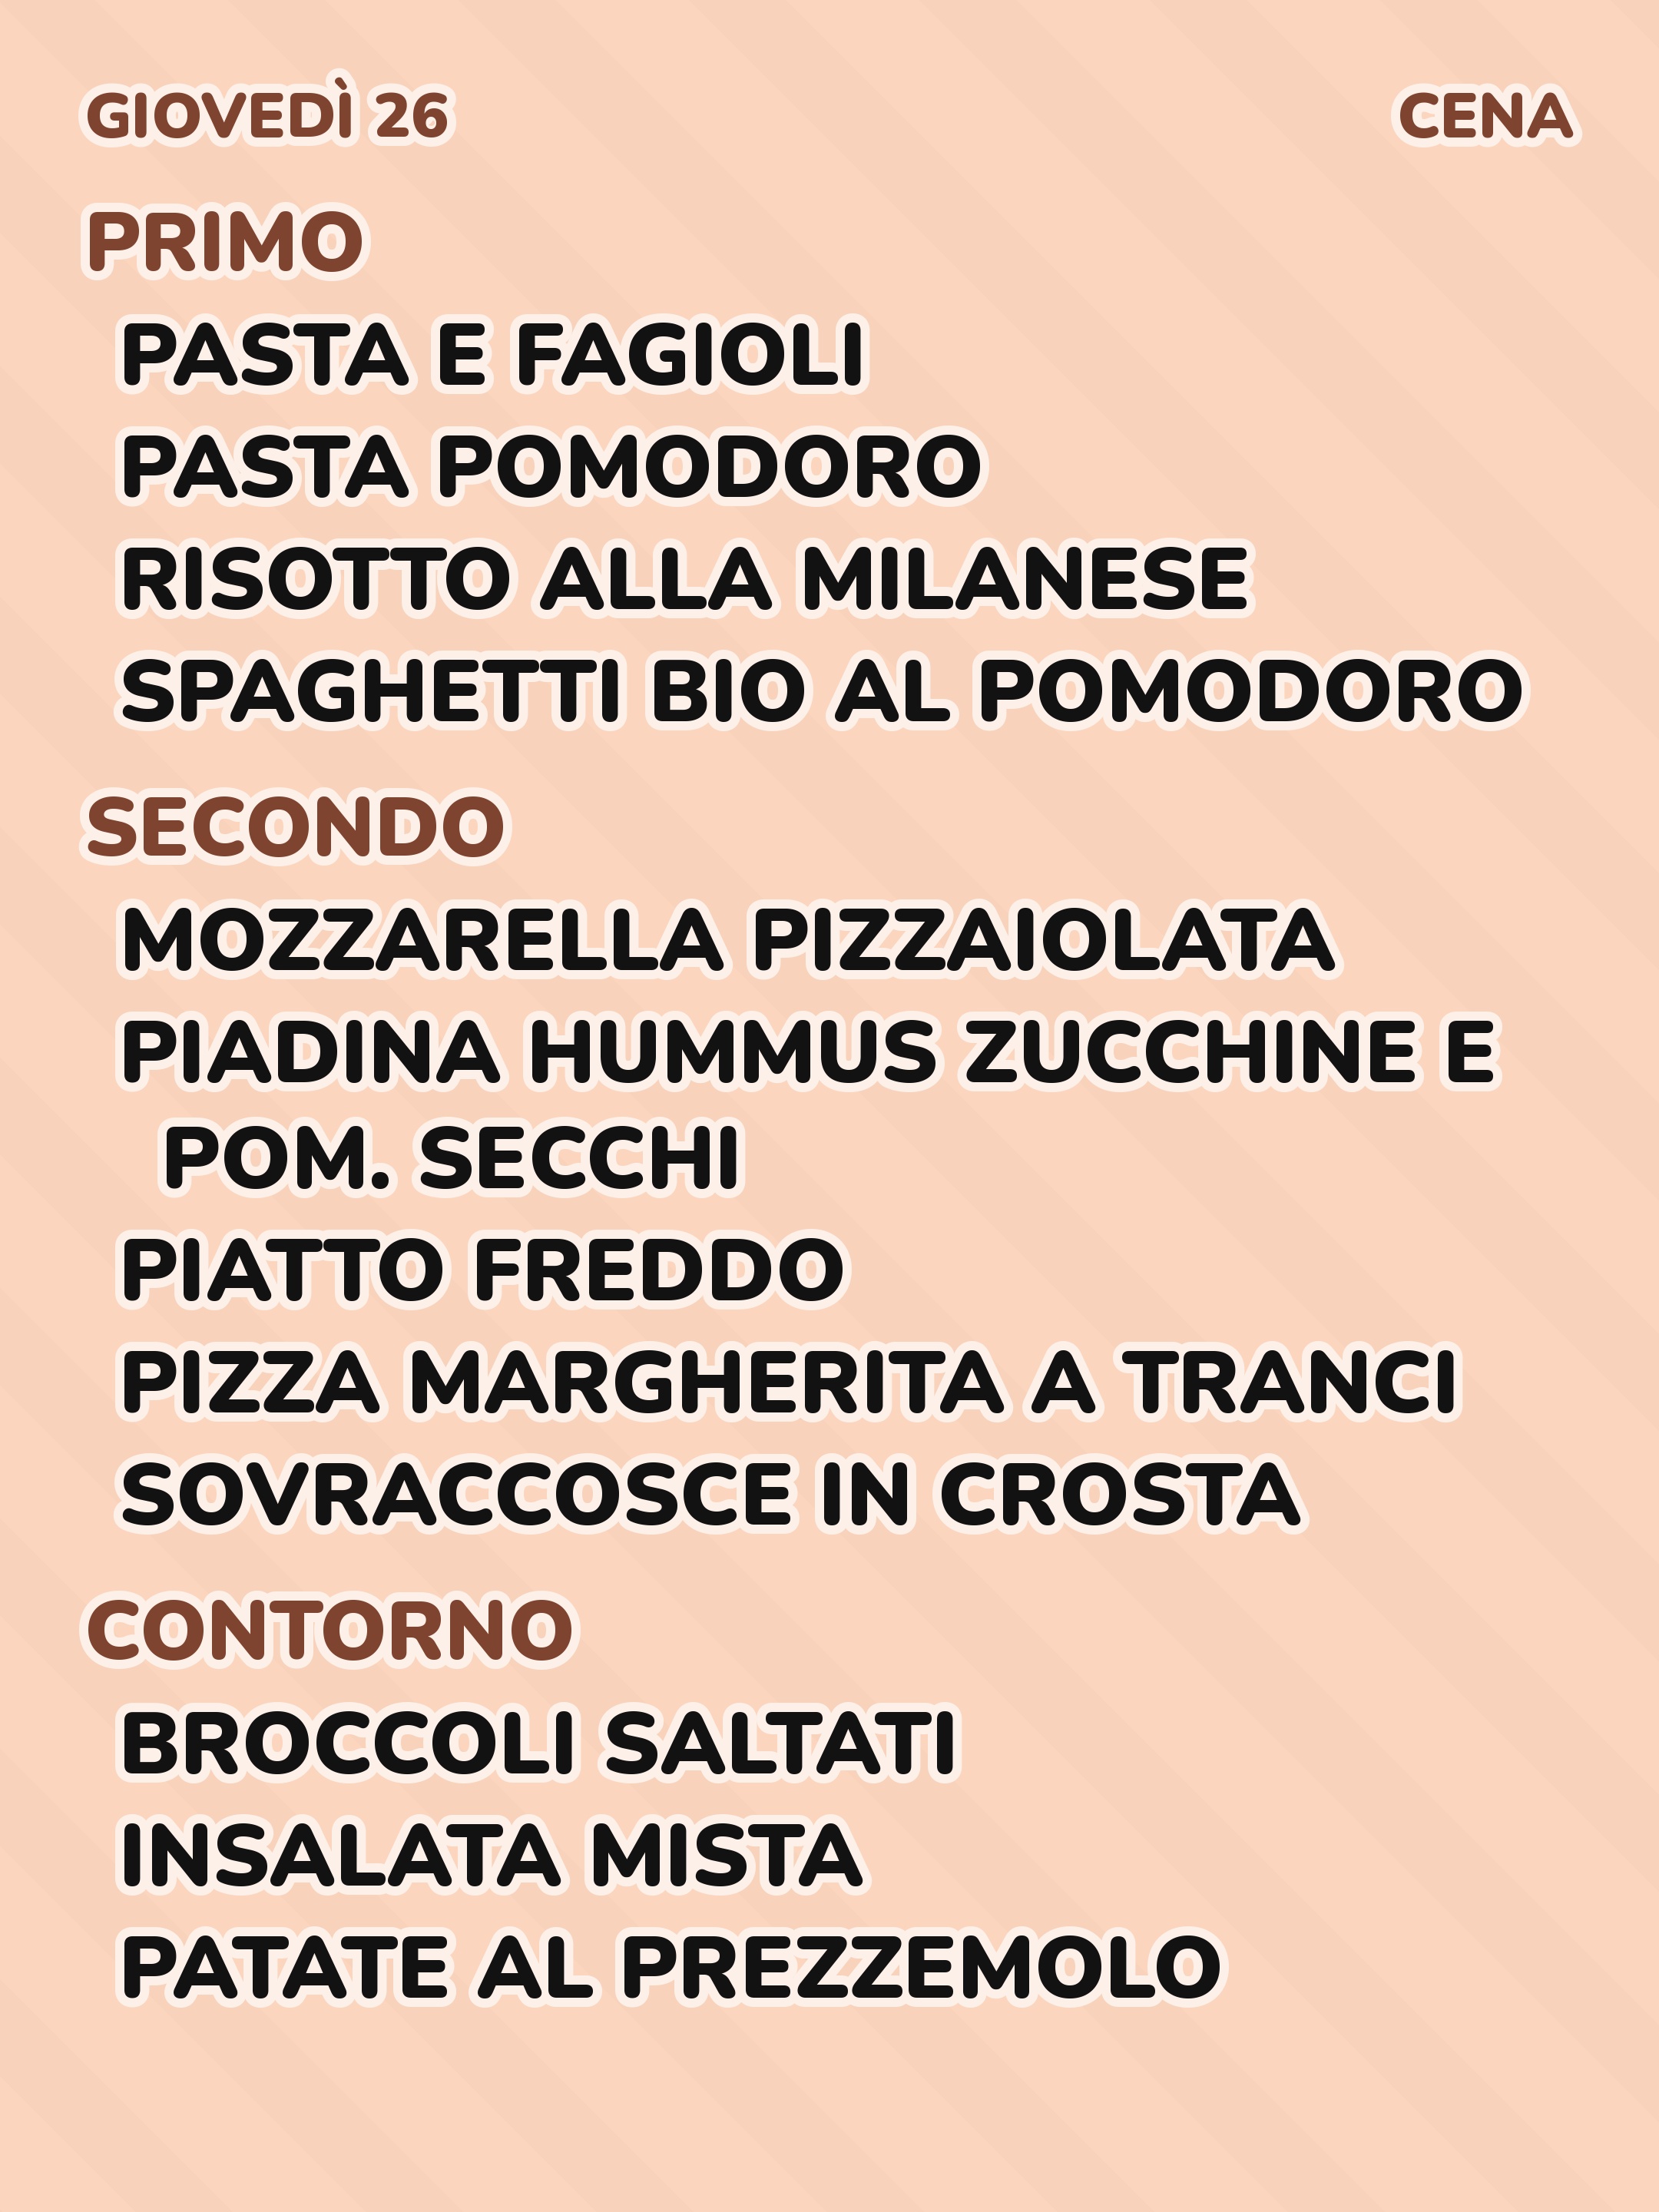 GIOVEDÌ 26
CENA
PRIMO
PASTA E FAGIOLI
PASTA POMODORO
RISOTTO ALLA MILANESE
SPAGHETTI BIO AL POMODORO
SECONDO
MOZZARELLA PIZZAIOLATA
PIADINA HUMMUS ZUCCHINE E
POM. SECCHI
PIATTO FREDDO
PIZZA MARGHERITA A TRANCI
SOVRACCOSCE IN CROSTA
CONTORNO
BROCCOLI SALTATI
INSALATA MISTA
PATATE AL PREZZEMOLO